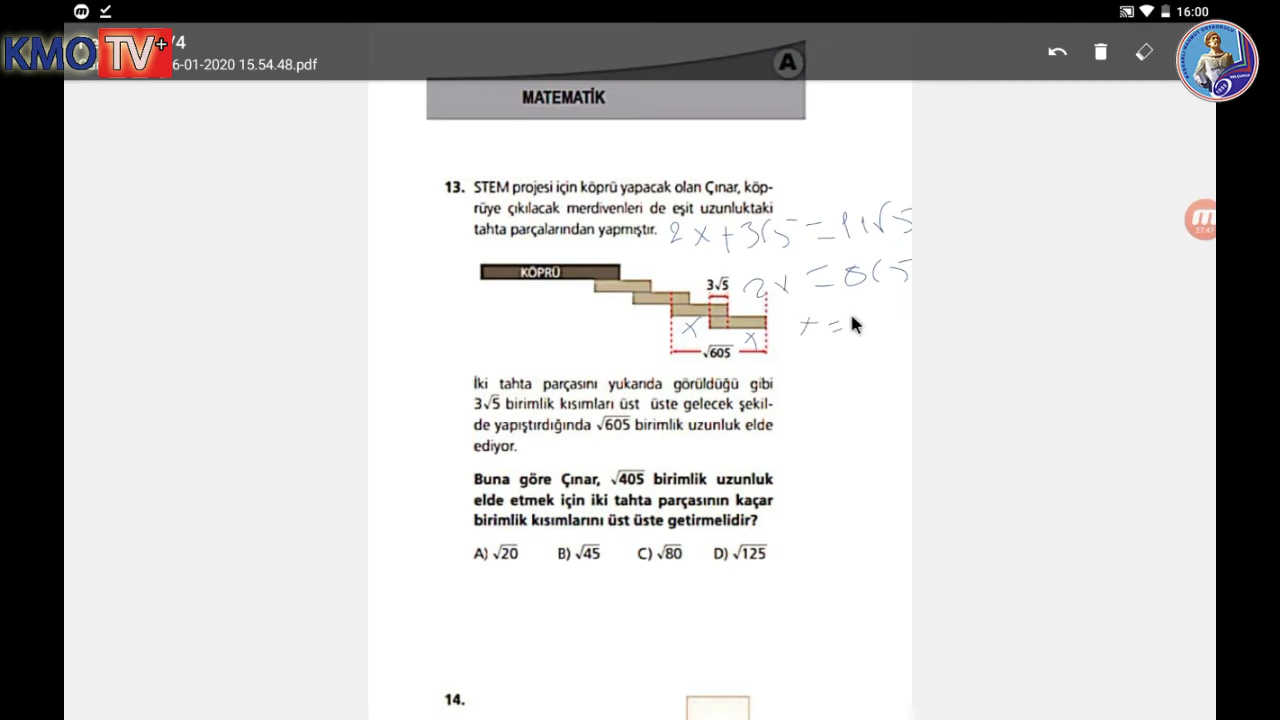 16:00
KMO TV+
/4
6-01-2020 15.54.48.pdf
A
MATEMATİK
27:47
13. STEM projesi için köprü yapacak olan Çınar, köp-
rüye çıkılacak merdivenleri de eşit uzunluktaki
tahta parçalarından yapmıştır.
2x+3√5=11√5
KÖPRÜ
3√5
2x=8√5
x
x
x=
√605
İki tahta parçasını yukarıda görüldüğü gibi
3√5 birimlik kısımları üst üste gelecek şekil-
de yapıştırdığında √605 birimlik uzunluk elde
ediyor.
Buna göre Çınar, √405 birimlik uzunluk
elde etmek için iki tahta parçasının kaçar
birimlik kısımlarını üst üste getirmelidir?
A) √20 B) √45 C) √80 D) √125
14.